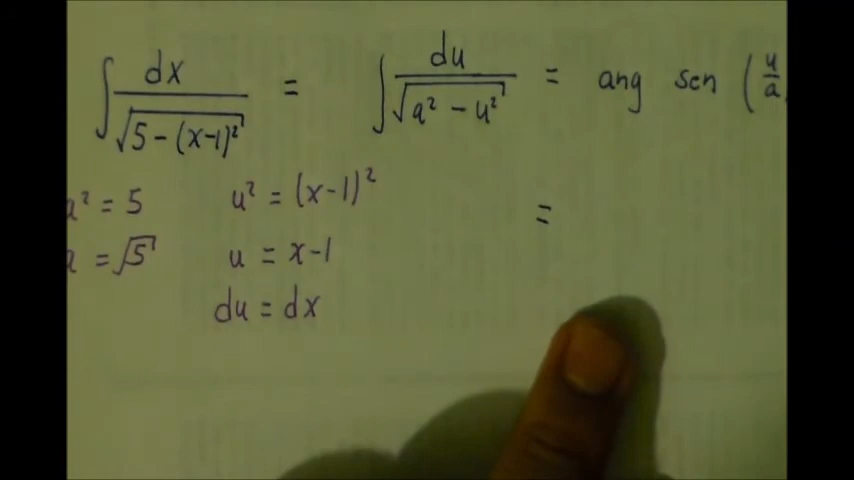 ∫ dx / √(5 - (x-1)²) = ∫ du / √(a² - u²) = ang sen (u/a
a² = 5 u² = (x-1)²
=
a = √5 u = x-1
du = dx